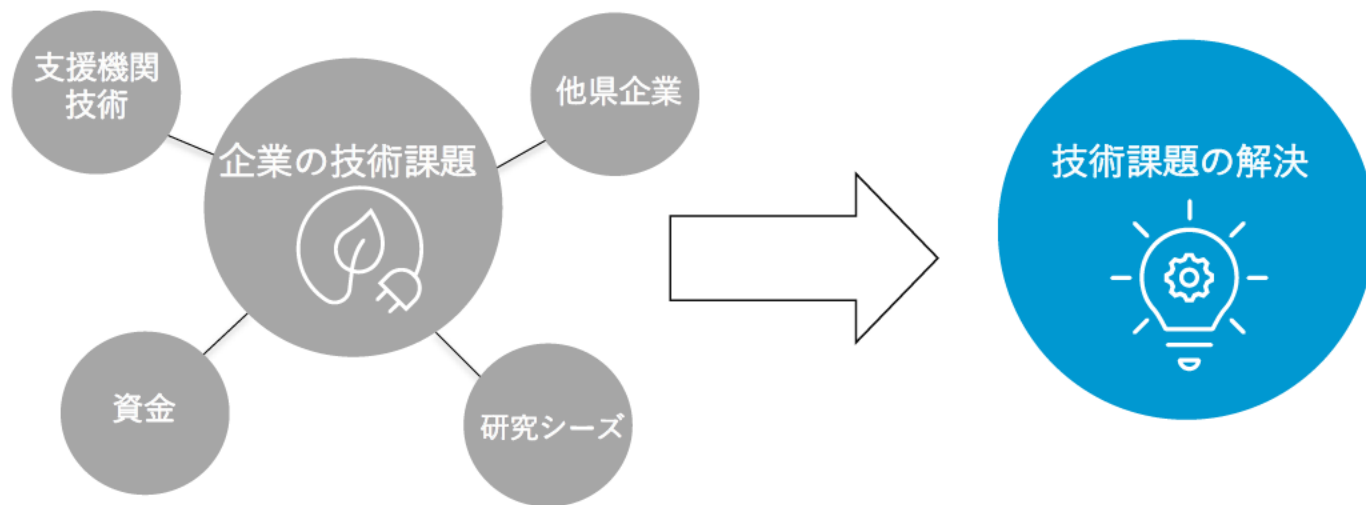 支援機関
技術
他県企業
企業の技術課題
技術課題の解決
資金
研究シーズ